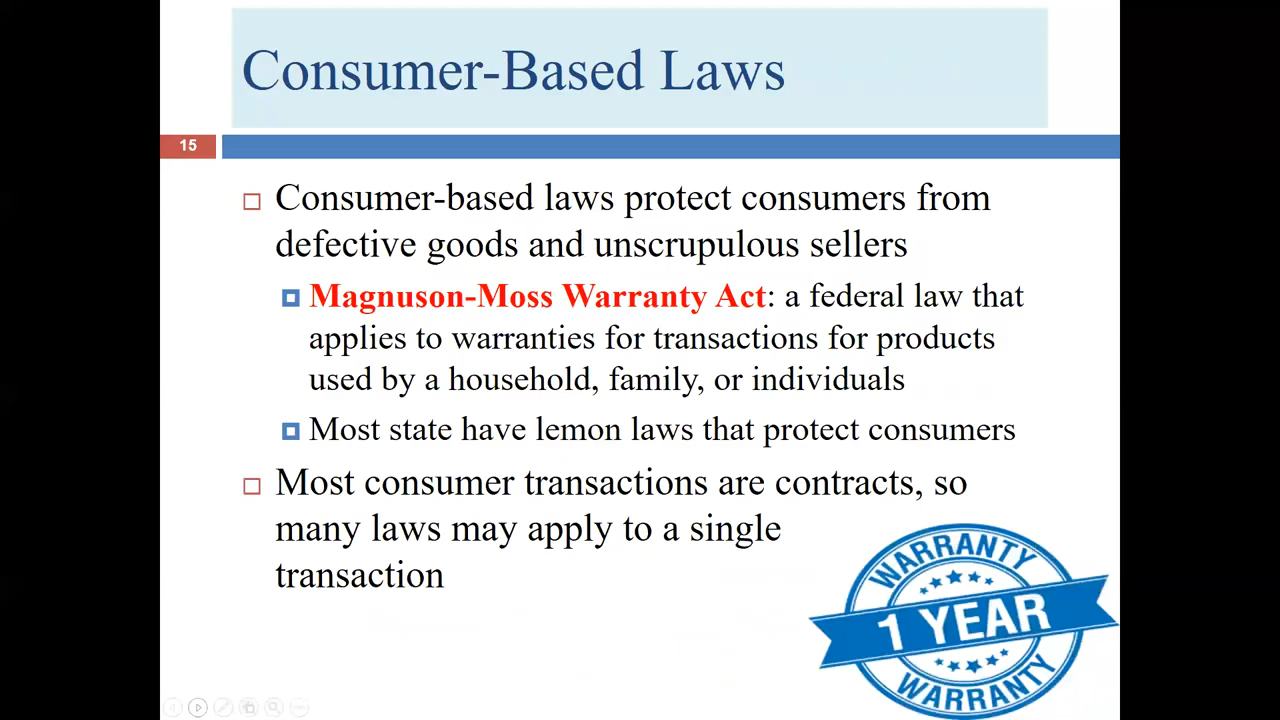 Consumer-Based Laws
15
Consumer-based laws protect consumers from
defective goods and unscrupulous sellers
Magnuson-Moss Warranty Act: a federal law that
applies to warranties for transactions for products
used by a household, family, or individuals
Most state have lemon laws that protect consumers
Most consumer transactions are contracts, so
many laws may apply to a single
transaction
WARRANTY
1 YEAR
WARRANTY